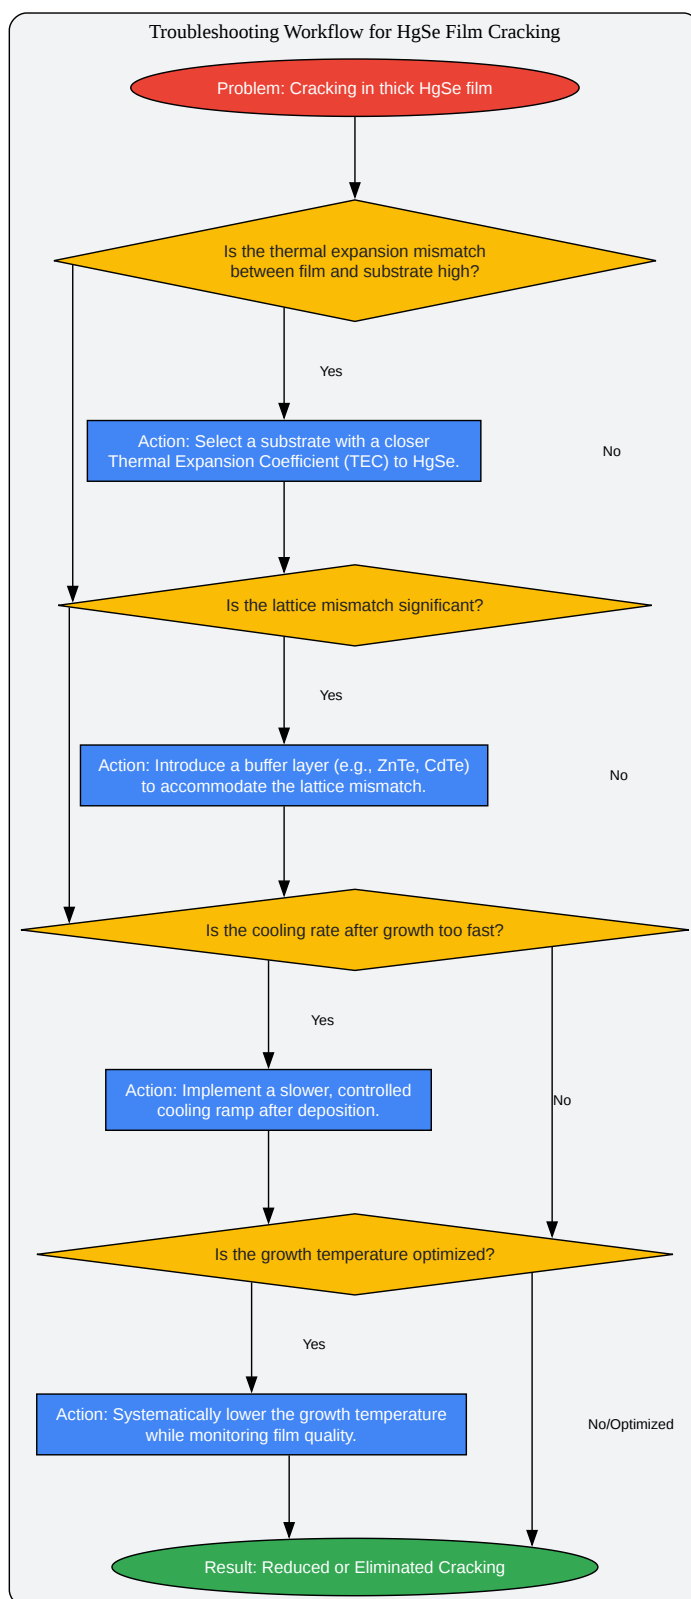 Troubleshooting Workflow for HgSe Film Cracking
Problem: Cracking in thick HgSe film
Is the thermal expansion mismatch
between film and substrate high?
Yes
Action: Select a substrate with a closer
Thermal Expansion Coefficient (TEC) to HgSe.
No
Is the lattice mismatch significant?
Yes
Action: Introduce a buffer layer (e.g., ZnTe, CdTe)
to accommodate the lattice mismatch.
No
Is the cooling rate after growth too fast?
Yes
Action: Implement a slower, controlled
cooling ramp after deposition.
No
Is the growth temperature optimized?
Yes
Action: Systematically lower the growth temperature
while monitoring film quality.
No/Optimized
Result: Reduced or Eliminated Cracking